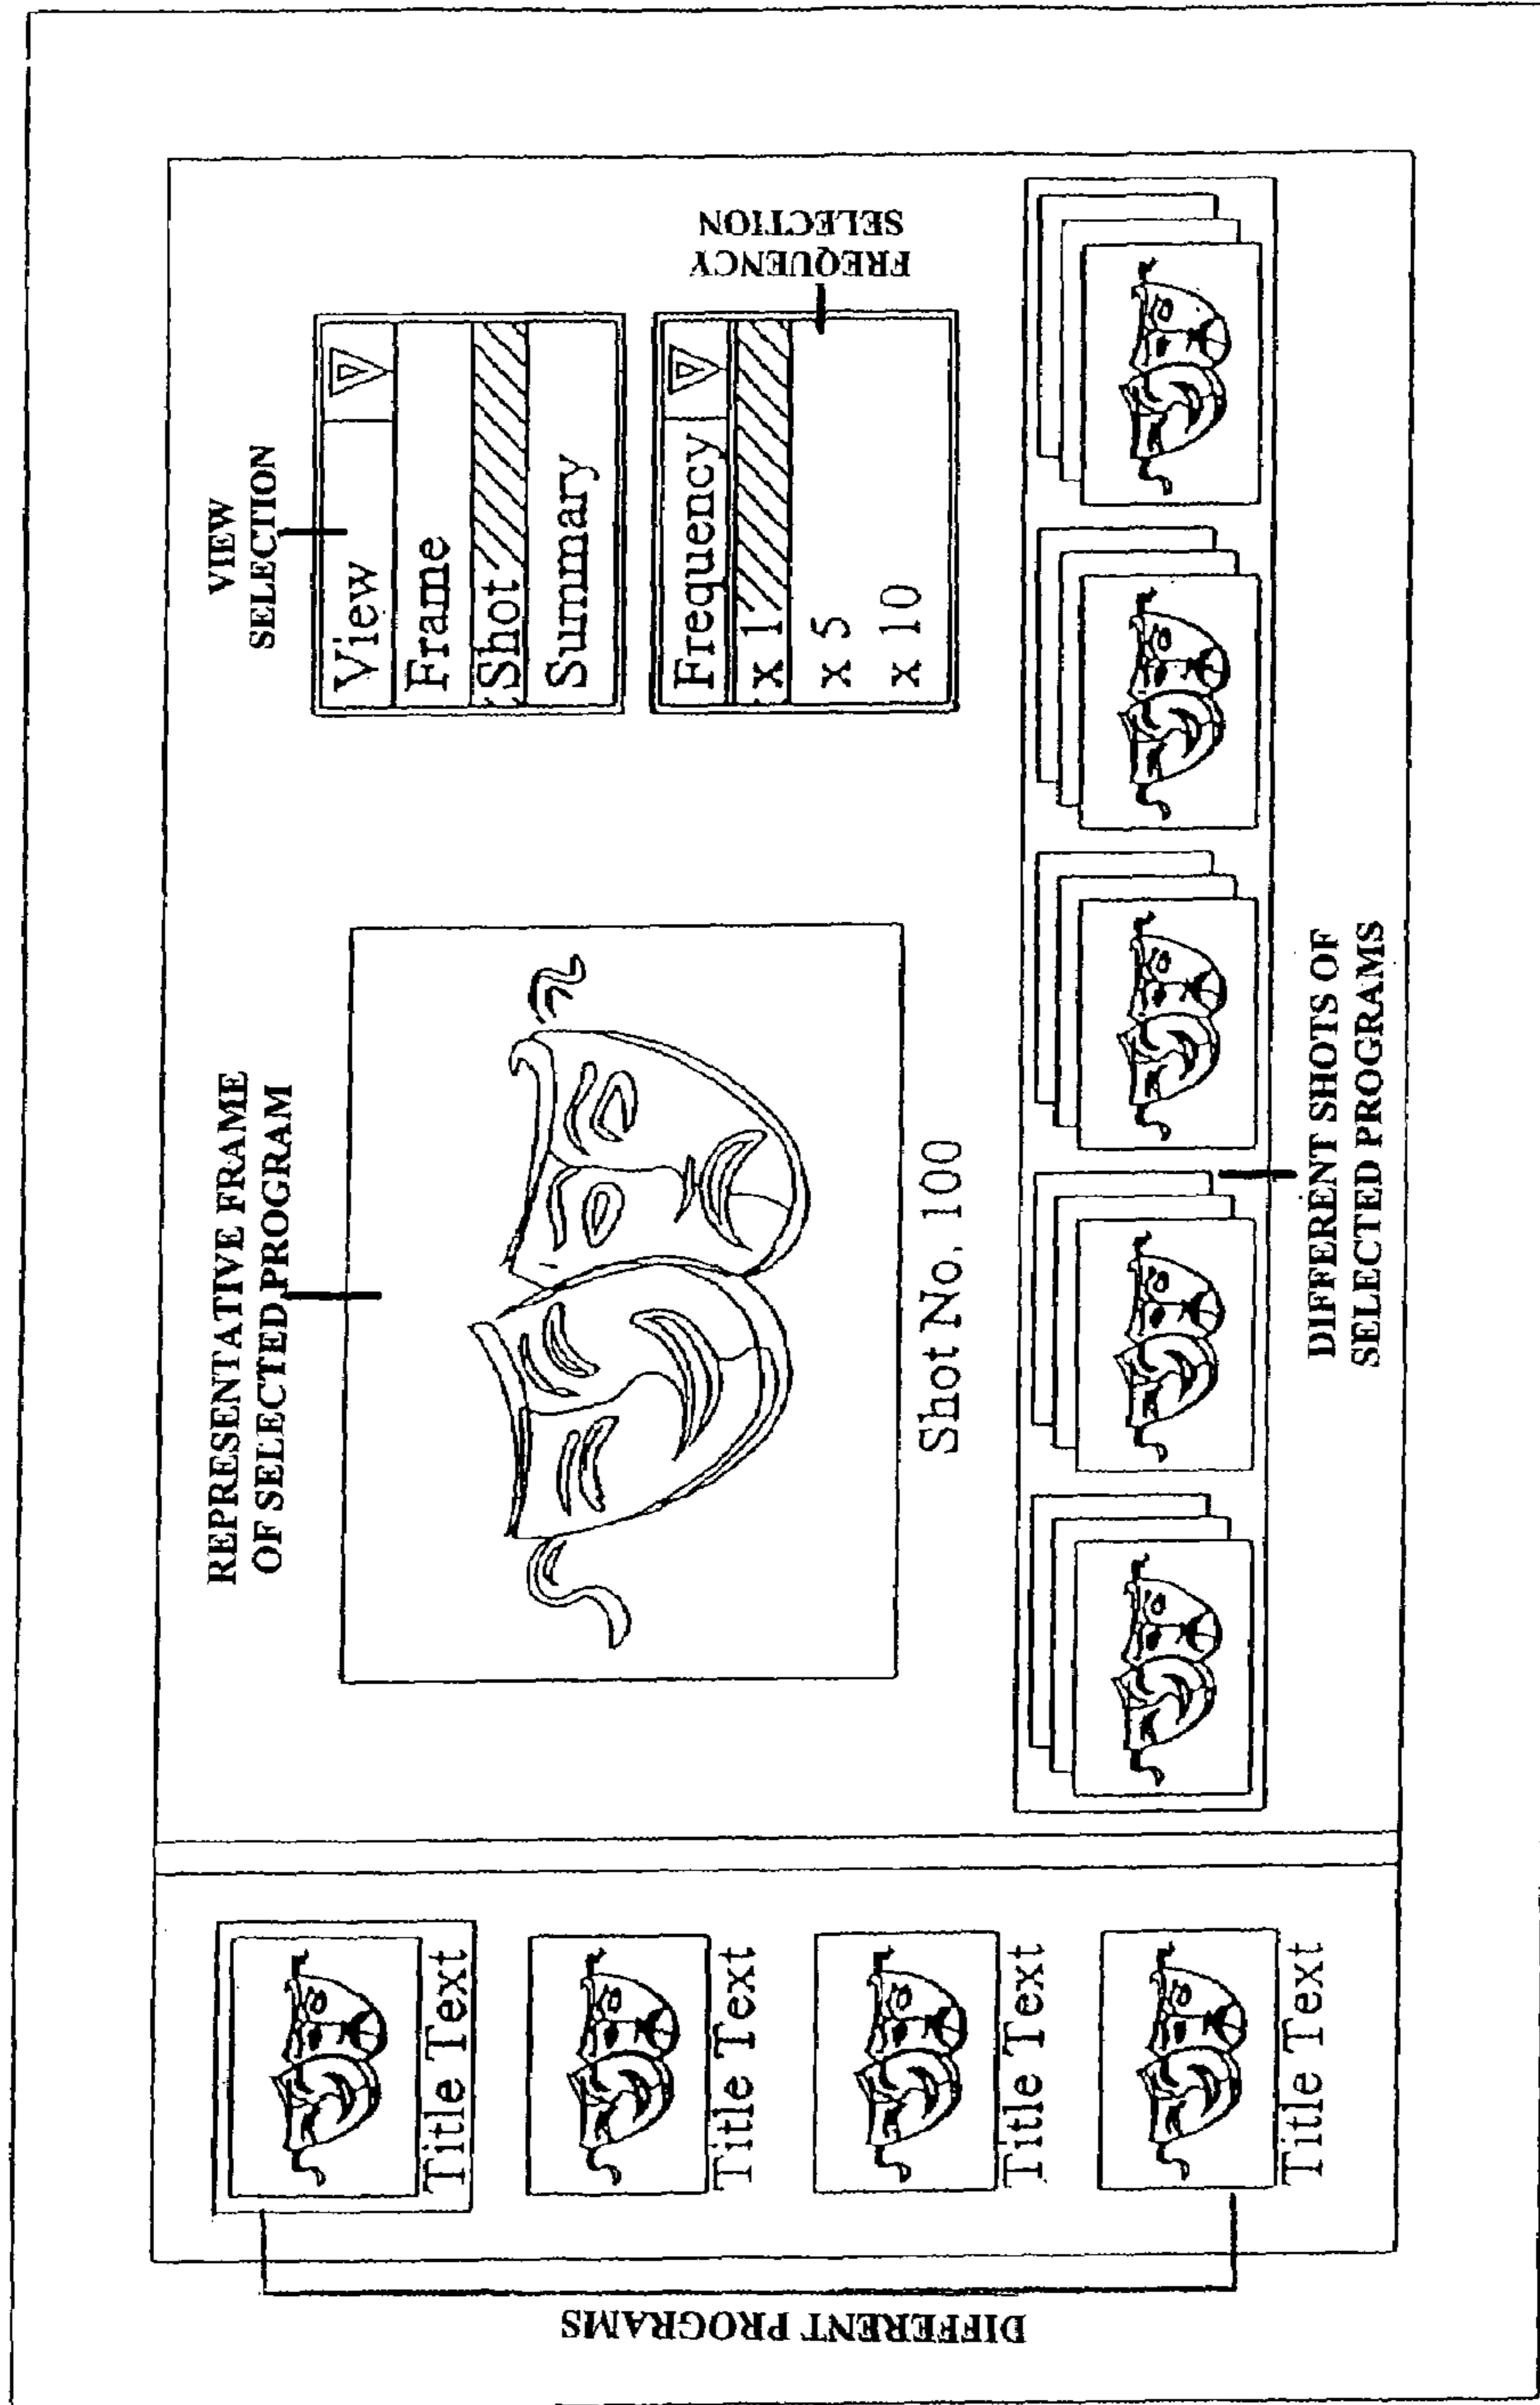 DIFFERENT PROGRAMS
Title Text
Title Text
Title Text
Title Text
REPRESENTATIVE FRAME
OF SELECTED PROGRAM
Shot No. 100
VIEW
SELECTION
View
Frame
Shot
Summary
Frequency
x 1
x 5
x 10
FREQUENCY
SELECTION
DIFFERENT SHOTS OF
SELECTED PROGRAMS